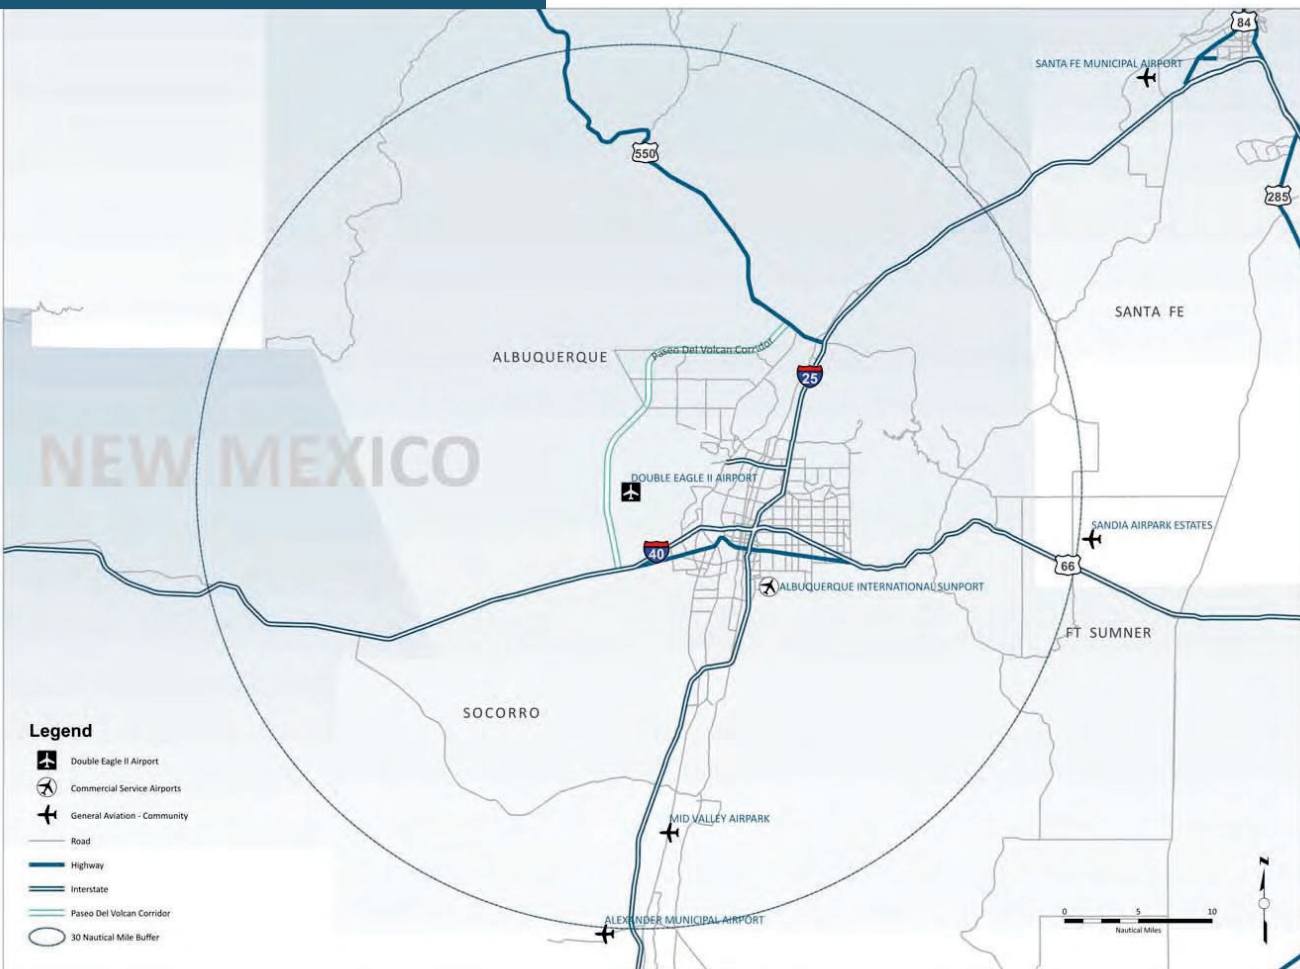 84
SANTA FE MUNICIPAL AIRPORT
550
285
SANTA FE
ALBUQUERQUE
Paseo Del Volcan Corridor
25
NEW MEXICO
DOUBLE EAGLE II AIRPORT
SANDIA AIRPARK ESTATES
40
66
ALBUQUERQUE INTERNATIONAL SUNPORT
FT SUMNER
SOCORRO
MID VALLEY AIRPARK
ALEXANDER MUNICIPAL AIRPORT
Legend
Double Eagle II Airport
Commercial Service Airports
General Aviation - Community
Road
Highway
Interstate
Paseo Del Volcan Corridor
30 Nautical Mile Buffer
N
0 5 10
Nautical Miles